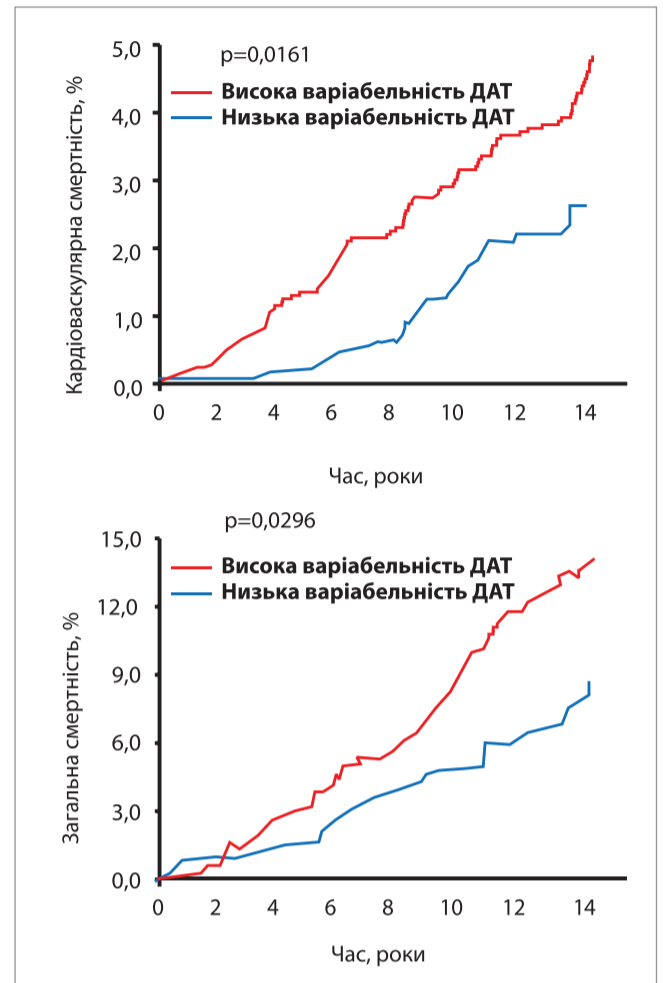 p=0,0161
Висока варіабельність ДАТ
Низька варіабельність ДАТ
Кардіоваскулярна смертність, %
5,0
4,0
3,0
2,0
1,0
0,0
0 2 4 6 8 10 12 14
Час, роки
p=0,0296
Висока варіабельність ДАТ
Низька варіабельність ДАТ
Загальна смертність, %
15,0
12,0
9,0
6,0
3,0
0,0
0 2 4 6 8 10 12 14
Час, роки